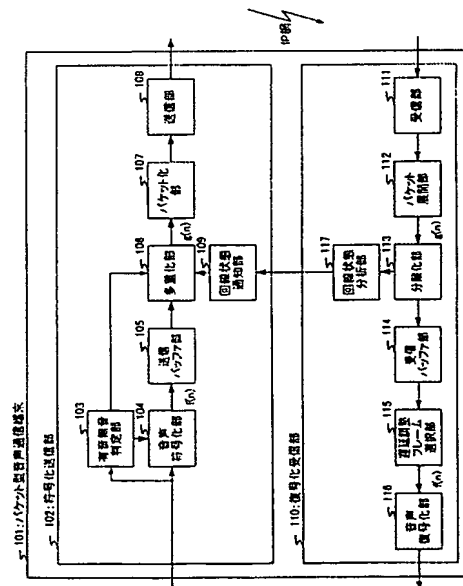 101:パケット型音声通信端末
102:符号化送信部
103
有音無音
判定部
104
音声
符号化部
f(n)
105
送信
バッファ部
108
多重化部
g(n)
109
回線状態
通知部
107
パケット化
部
108
送信部
IP網
110:復号化受信部
111
受信部
112
パケット
展開部
g(n)
113
分離化部
117
回線状態
分析部
114
受信
バッファ部
115
遅延調整
フレーム
選択部
f(n)
116
音声
復号化部